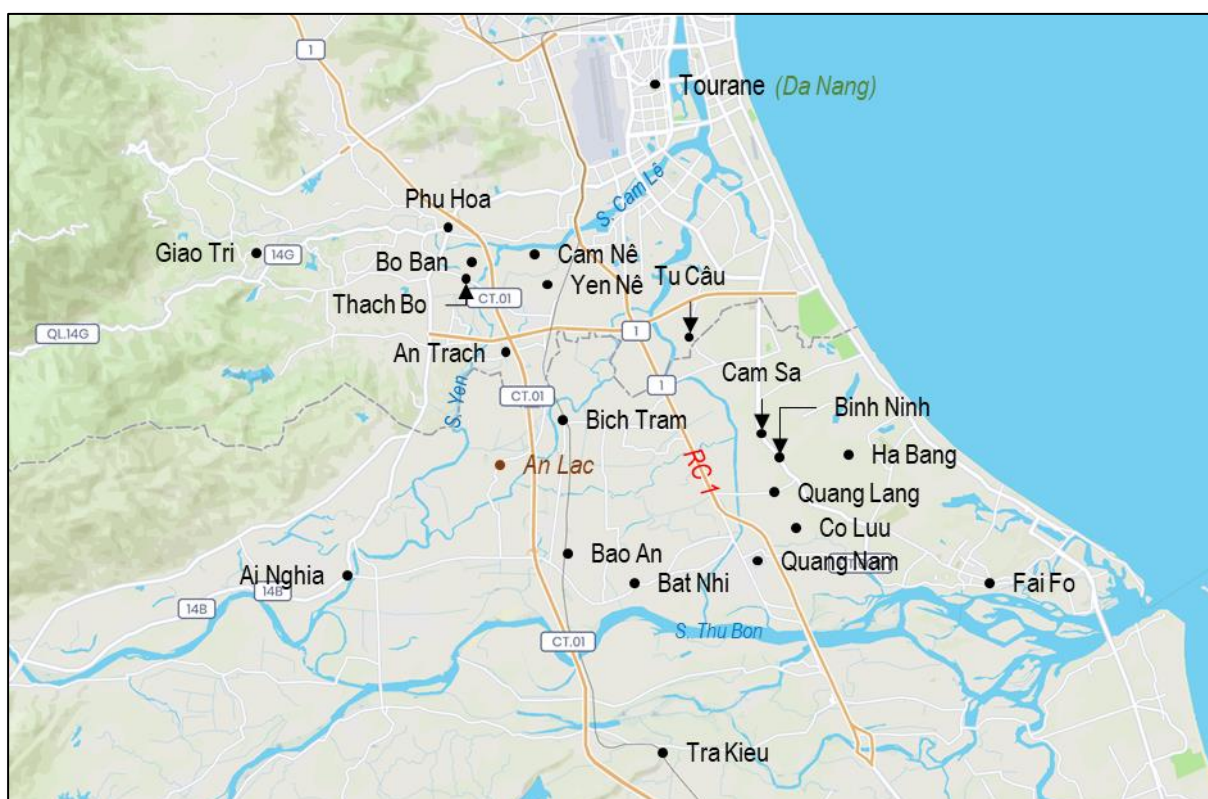 1
Tourane (Da Nang)
Phu Hoa
S. Cam Lê
Giao Tri
14G
Bo Ban
Cam Nê
Tu Câu
Yen Nê
Thach Bo
CT.01
QL.14G
1
An Trach
Cam Sa
1
CT.01
Binh Ninh
S. Yen
Bich Tram
Ha Bang
An Lac
RC 1
Quang Lang
Co Luu
Bao An
Quang Nam
Ai Nghia
Bat Nhi
Fai Fo
14B
14B
S. Thu Bon
CT.01
Tra Kieu